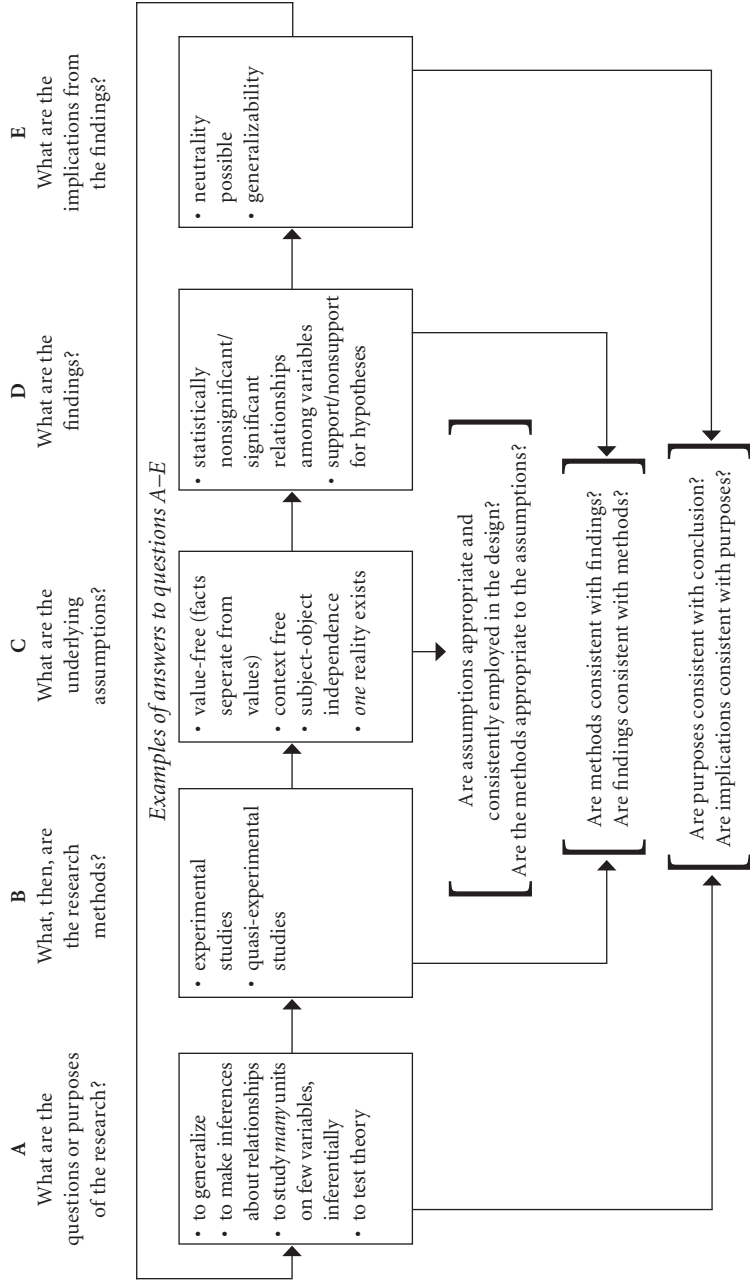 A
What are the
questions or purposes
of the research?
B
What, then, are
the research
methods?
C
What are the
underlying
assumptions?
D
What are the
findings?
E
What are the
implications from
the findings?
Examples of answers to questions A–E
• to generalize
• to make inferences
about relationships
• to study many units
on few variables,
inferentially
• to test theory
• experimental
studies
• quasi-experimental
studies
• value-free (facts
seperate from
values)
• context free
• subject-object
independence
• one reality exists
• statistically
nonsignificant/
significant
relationships
among variables
• support/nonsupport
for hypotheses
• neutrality
possible
• generalizability
Are assumptions appropriate and
consistently employed in the design?
Are the methods appropriate to the assumptions?
Are methods consistent with findings?
Are findings consistent with methods?
Are purposes consistent with conclusion?
Are implications consistent with purposes?